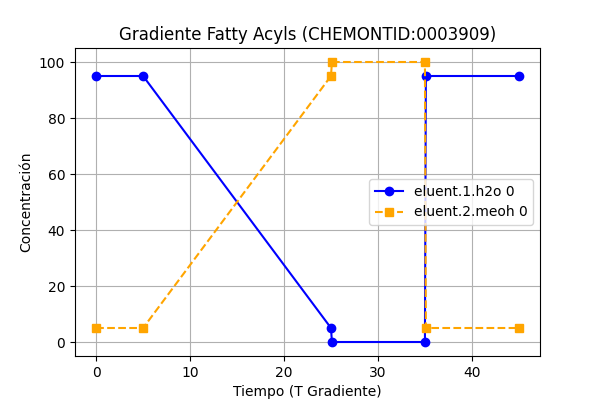 Gradiente Fatty Acyls (CHEMONTID:0003909)
100
80
60
40
20
0
Concentración
eluent.1.h2o 0
eluent.2.meoh 0
0 10 20 30 40
Tiempo (T Gradiente)